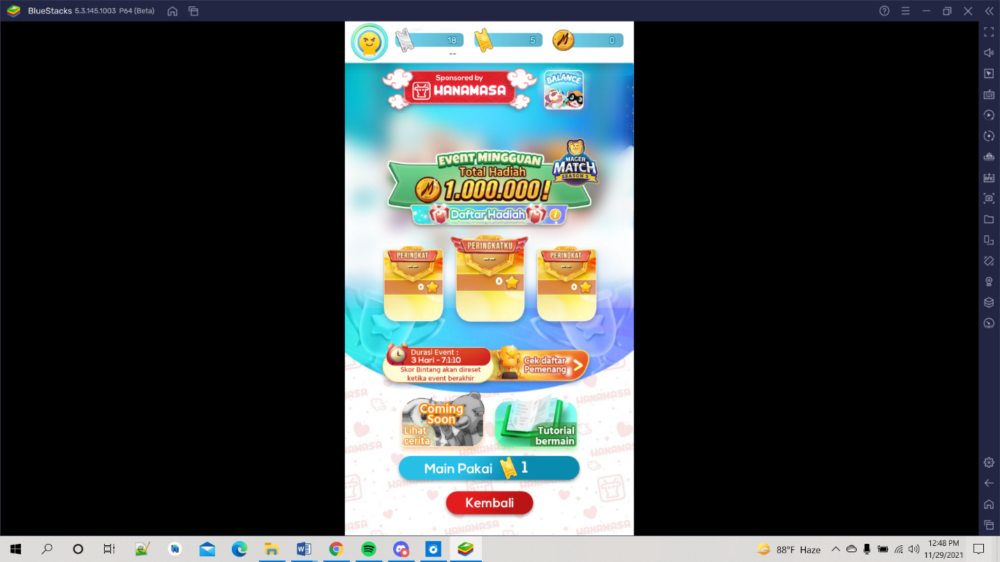 BlueStacks 5.3.145.1003 P64 (Beta)
18
5
0
--
Sponsored by
HANAMASA
BALANCE
EVENT MINGGUAN
Total Hadiah
1.000.000!
MAGER
MATCH
SEASON 2
Daftar Hadiah
i
PERINGKAT
--
0
PERINGKATKU
--
0
PERINGKAT
--
0
Durasi Event :
3 Hari - 7:1:10
Skor Bintang akan direset
ketika event berakhir
Cek daftar
Pemenang
Coming
Soon
Lihat
cerita
Tutorial
bermain
Main Pakai 1
Kembali
HANAMASA
88°F Haze
12:48 PM
11/29/2021